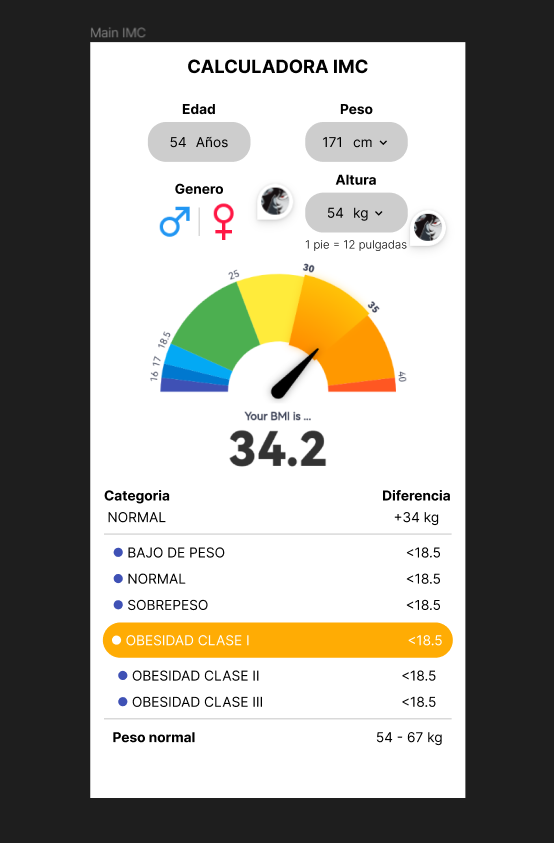 Main IMC
CALCULADORA IMC
Edad
Peso
54 Años
171 cm
Genero
Altura
54 kg
1 pie = 12 pulgadas
16
17
18.5
25
30
35
40
Your BMI is ...
34.2
Categoria Diferencia
NORMAL +34 kg
BAJO DE PESO <18.5
NORMAL <18.5
SOBREPESO <18.5
OBESIDAD CLASE I <18.5
OBESIDAD CLASE II <18.5
OBESIDAD CLASE III <18.5
Peso normal 54 - 67 kg